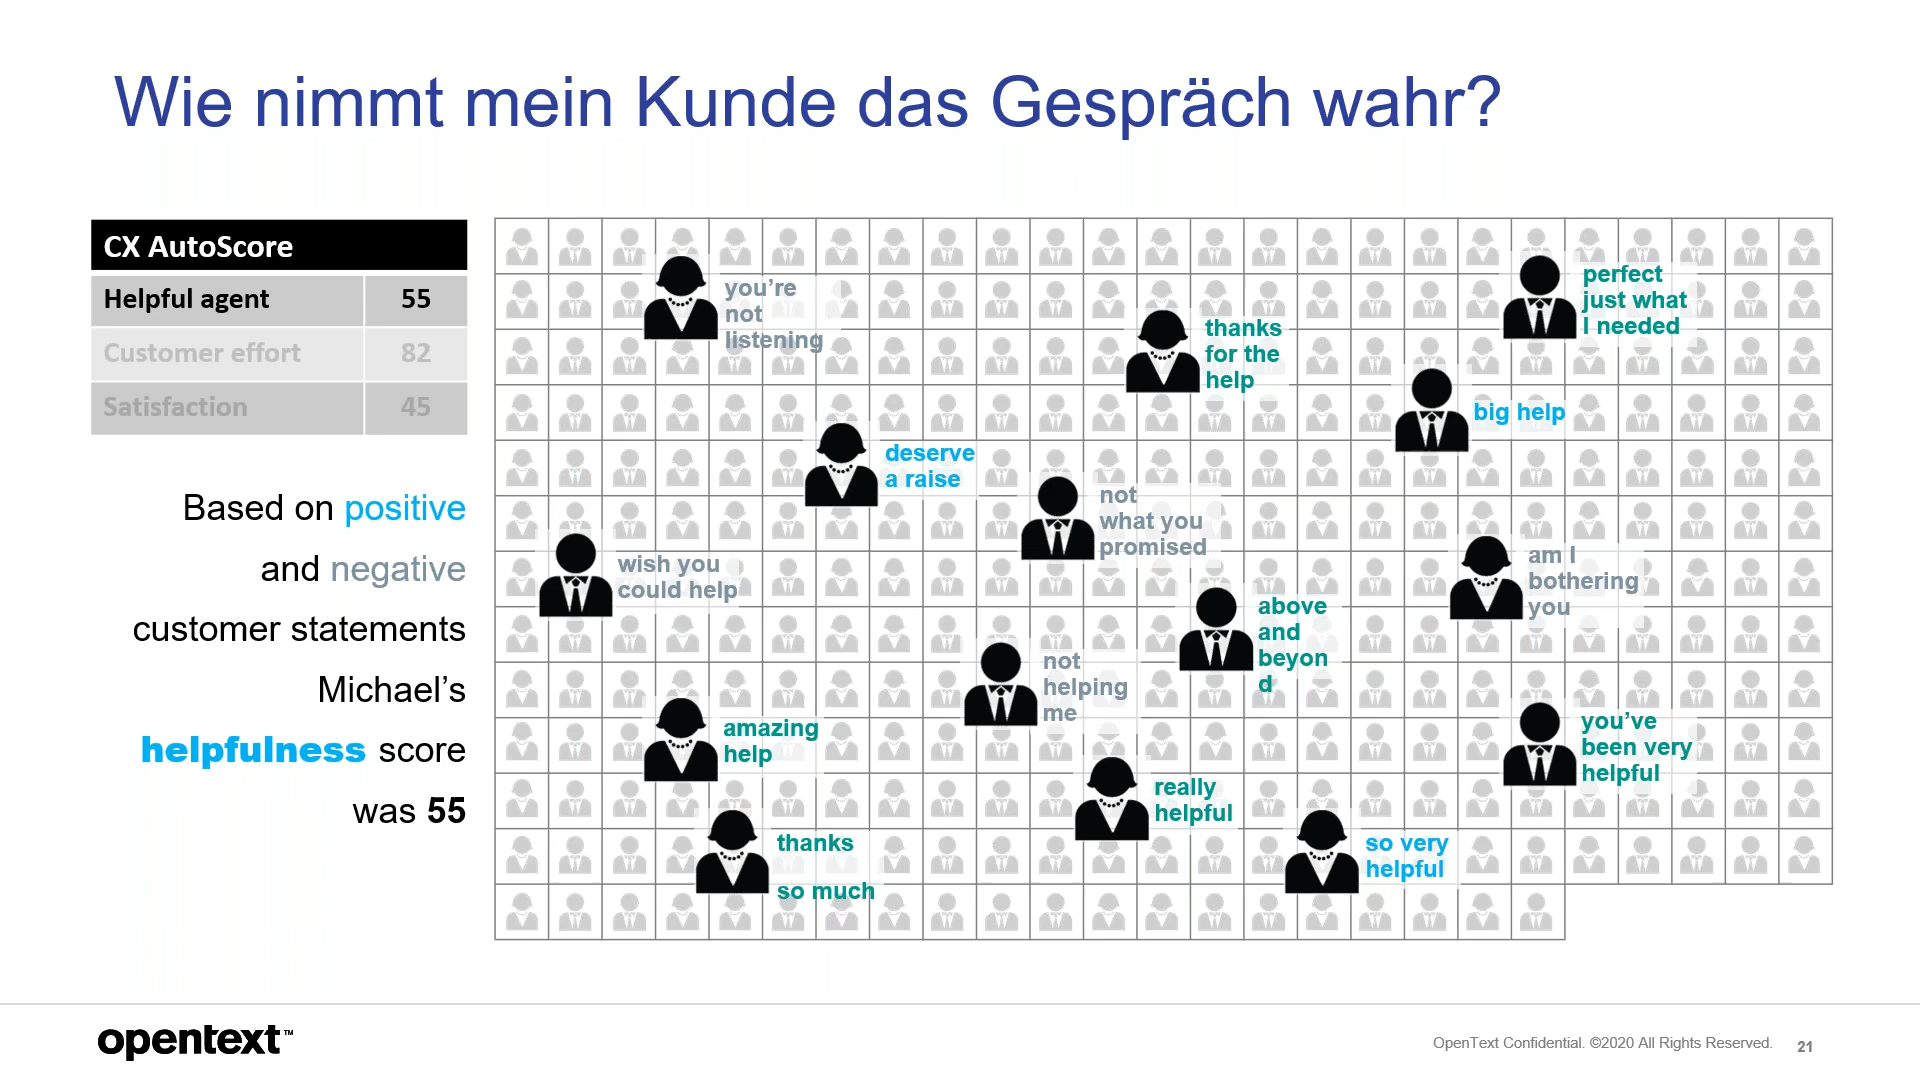 Wie nimmt mein Kunde das Gespräch wahr?
CX AutoScore
Helpful agent 55
Customer effort 82
Satisfaction 45
Based on positive
and negative
customer statements
Michael’s
helpfulness score
was 55
you’re
not
listening
thanks
for the
help
perfect
just what
I needed
big help
deserve
a raise
not
what you
promised
wish you
could help
am I
bothering
you
above
and
beyon
d
not
helping
me
amazing
help
you’ve
been very
helpful
really
helpful
thanks
so much
so very
helpful
opentext™
OpenText Confidential. ©2020 All Rights Reserved. 21